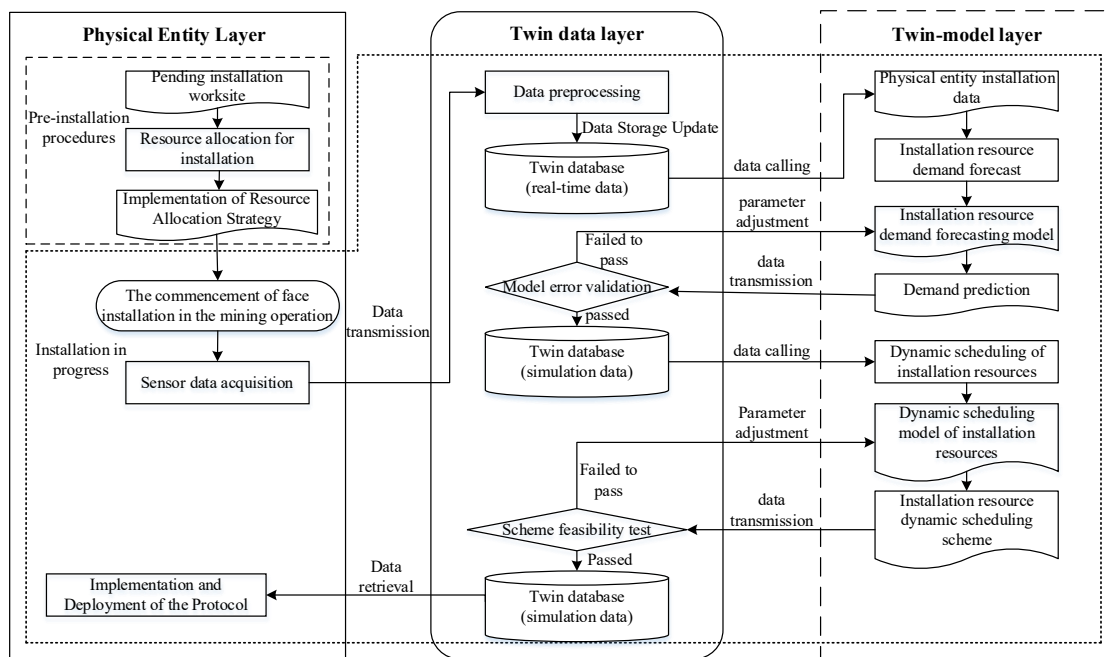 Physical Entity Layer
Pending installation
worksite
Pre-installation
procedures
Resource allocation for
installation
Implementation of Resource
Allocation Strategy
The commencement of face
installation in the mining operation
Installation in
progress
Sensor data acquisition
Implementation and
Deployment of the Protocol
Data
transmission
Data
retrieval
Twin data layer
Data preprocessing
Data Storage Update
Twin database
(real-time data)
Failed to
pass
Model error validation
passed
Twin database
(simulation data)
Failed to
pass
Scheme feasibility test
Passed
Twin database
(simulation data)
data calling
parameter
adjustment
data
transmission
data calling
Parameter
adjustment
data
transmission
Twin-model layer
Physical entity installation
data
Installation resource
demand forecast
Installation resource
demand forecasting model
Demand prediction
Dynamic scheduling of
installation resources
Dynamic scheduling
model of installation
resources
Installation resource
dynamic scheduling
scheme